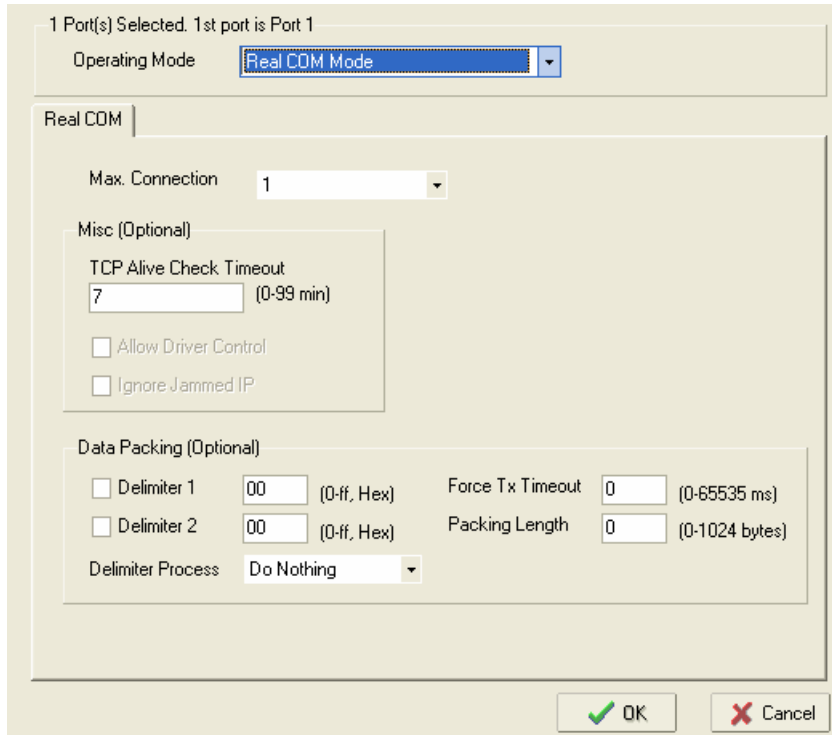 1 Port(s) Selected. 1st port is Port 1
Operating Mode Real COM Mode
Real COM
Max. Connection 1
Misc (Optional)
TCP Alive Check Timeout
7 (0-99 min)
Allow Driver Control
Ignore Jammed IP
Data Packing (Optional)
Delimiter 1 00 (0-ff, Hex) Force Tx Timeout 0 (0-65535 ms)
Delimiter 2 00 (0-ff, Hex) Packing Length 0 (0-1024 bytes)
Delimiter Process Do Nothing
OK Cancel